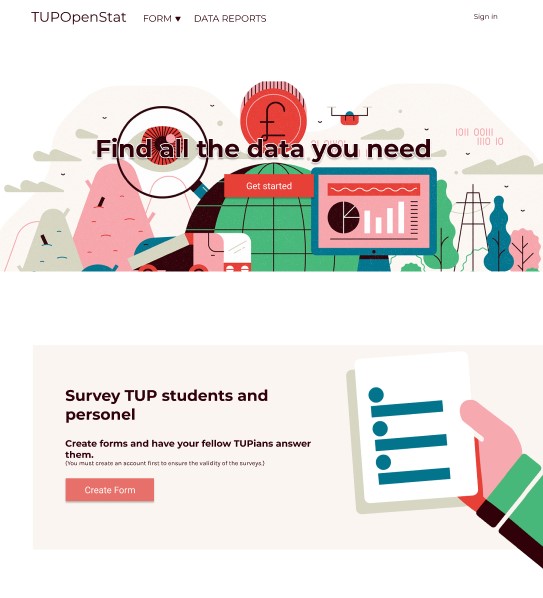 TUPOpenStat FORM ▼ DATA REPORTS Sign in
1011 00111
1110 10
Find all the data you need
Get started
Survey TUP students and
personel
Create forms and have your fellow TUPians answer
them.
(You must create an account first to ensure the validity of the surveys.)
Create Form